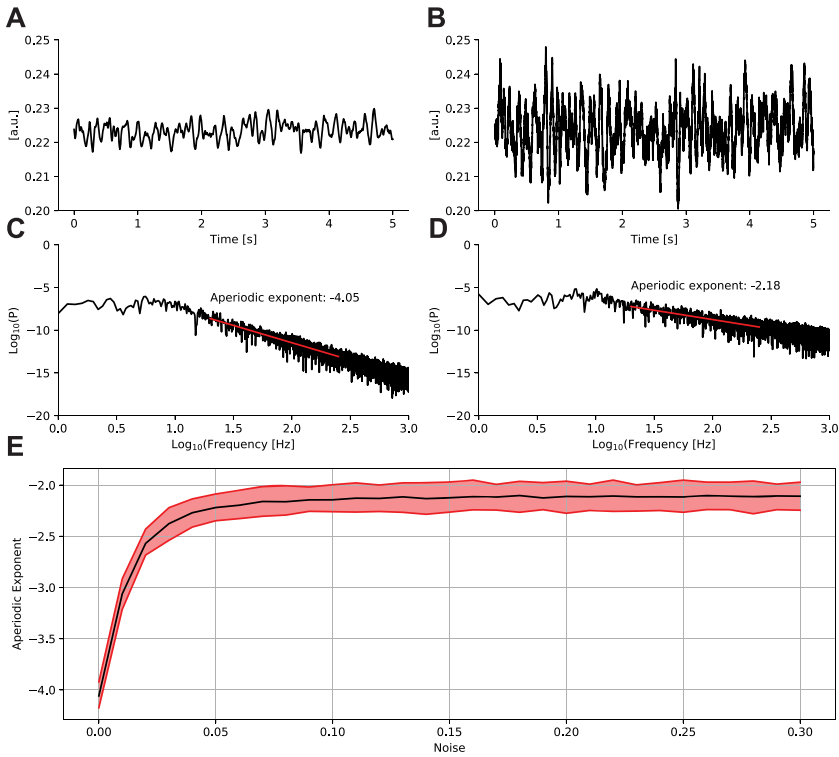 A
0.25
0.24
0.23
0.22
0.21
0.20
[a.u.]
0 1 2 3 4 5
Time [s]
B
0.25
0.24
0.23
0.22
0.21
0.20
[a.u.]
0 1 2 3 4 5
Time [s]
C
0
−5
−10
−15
−20
Log10(P)
Aperiodic exponent: -4.05
0.0 0.5 1.0 1.5 2.0 2.5 3.0
Log10(Frequency [Hz]
D
0
−5
−10
−15
−20
Log10(P)
Aperiodic exponent: -2.18
0.0 0.5 1.0 1.5 2.0 2.5 3.0
Log10(Frequency [Hz]
E
−2.0
−2.5
−3.0
−3.5
−4.0
Aperiodic Exponent
0.00 0.05 0.10 0.15 0.20 0.25 0.30
Noise